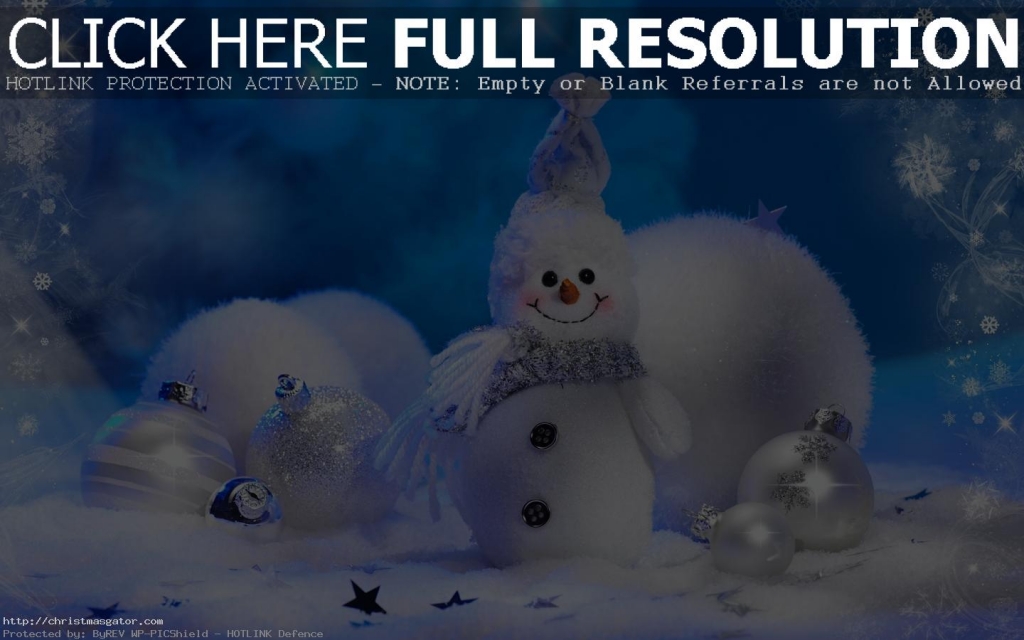 CLICK HERE FULL RESOLUTION
HOTLINK PROTECTION ACTIVATED - NOTE: Empty or Blank Referrals are not Allowed
http://christmasgator.com
Protected by: ByREV WP-PICShield - HOTLINK Defence